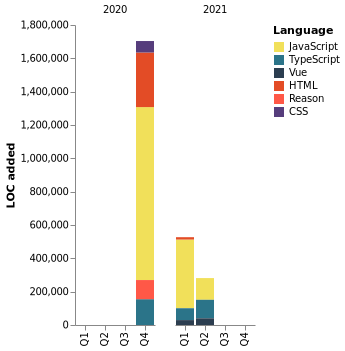 2020
2021
Language
JavaScript
TypeScript
Vue
HTML
Reason
CSS
LOC added
1,800,000
1,600,000
1,400,000
1,200,000
1,000,000
800,000
600,000
400,000
200,000
0
Q1
Q2
Q3
Q4
Q1
Q2
Q3
Q4